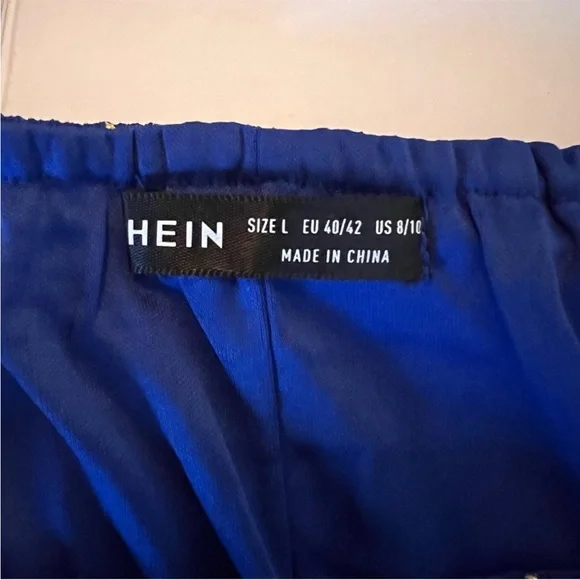 HEIN SIZE L EU 40/42 US 8/10
MADE IN CHINA